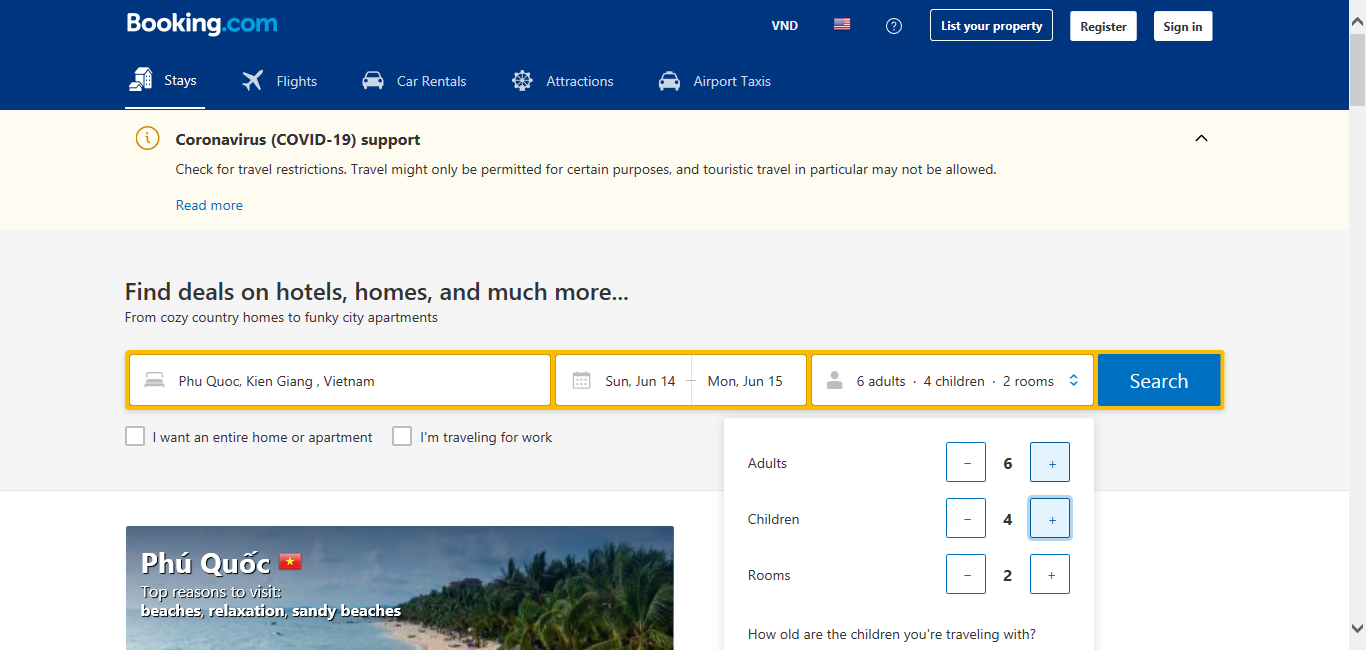 Booking.com
VND
List your property
Register
Sign in
Stays
Flights
Car Rentals
Attractions
Airport Taxis
Coronavirus (COVID-19) support
Check for travel restrictions. Travel might only be permitted for certain purposes, and touristic travel in particular may not be allowed.
Read more
Find deals on hotels, homes, and much more...
From cozy country homes to funky city apartments
Phu Quoc, Kien Giang , Vietnam
Sun, Jun 14 — Mon, Jun 15
6 adults · 4 children · 2 rooms
Search
I want an entire home or apartment
I'm traveling for work
Adults − 6 +
Children − 4 +
Rooms − 2 +
How old are the children you're traveling with?
Phú Quốc
Top reasons to visit:
beaches, relaxation, sandy beaches